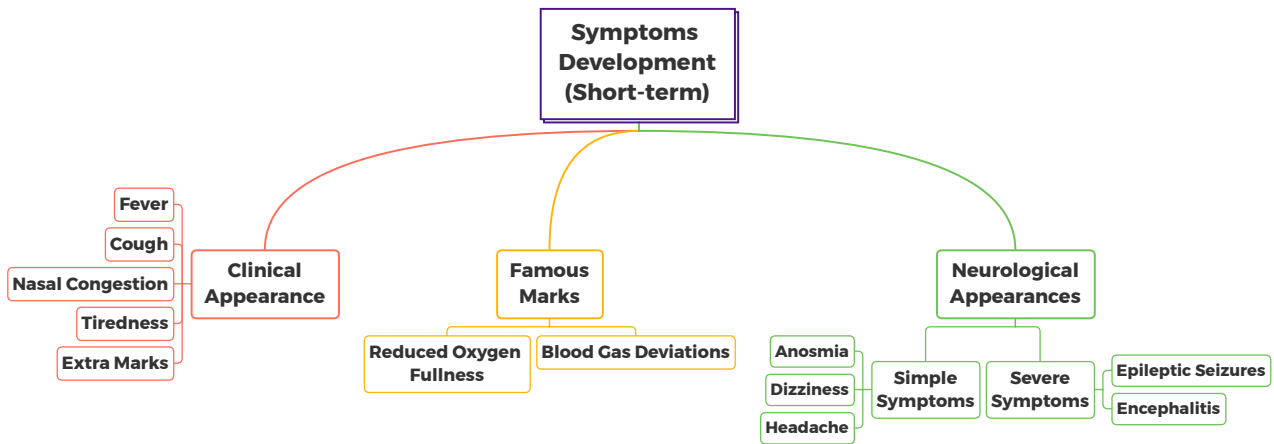 Symptoms
Development
(Short-term)
Clinical
Appearance
Fever
Cough
Nasal Congestion
Tiredness
Extra Marks
Famous
Marks
Reduced Oxygen
Fullness
Blood Gas Deviations
Neurological
Appearances
Simple
Symptoms
Anosmia
Dizziness
Headache
Severe
Symptoms
Epileptic Seizures
Encephalitis